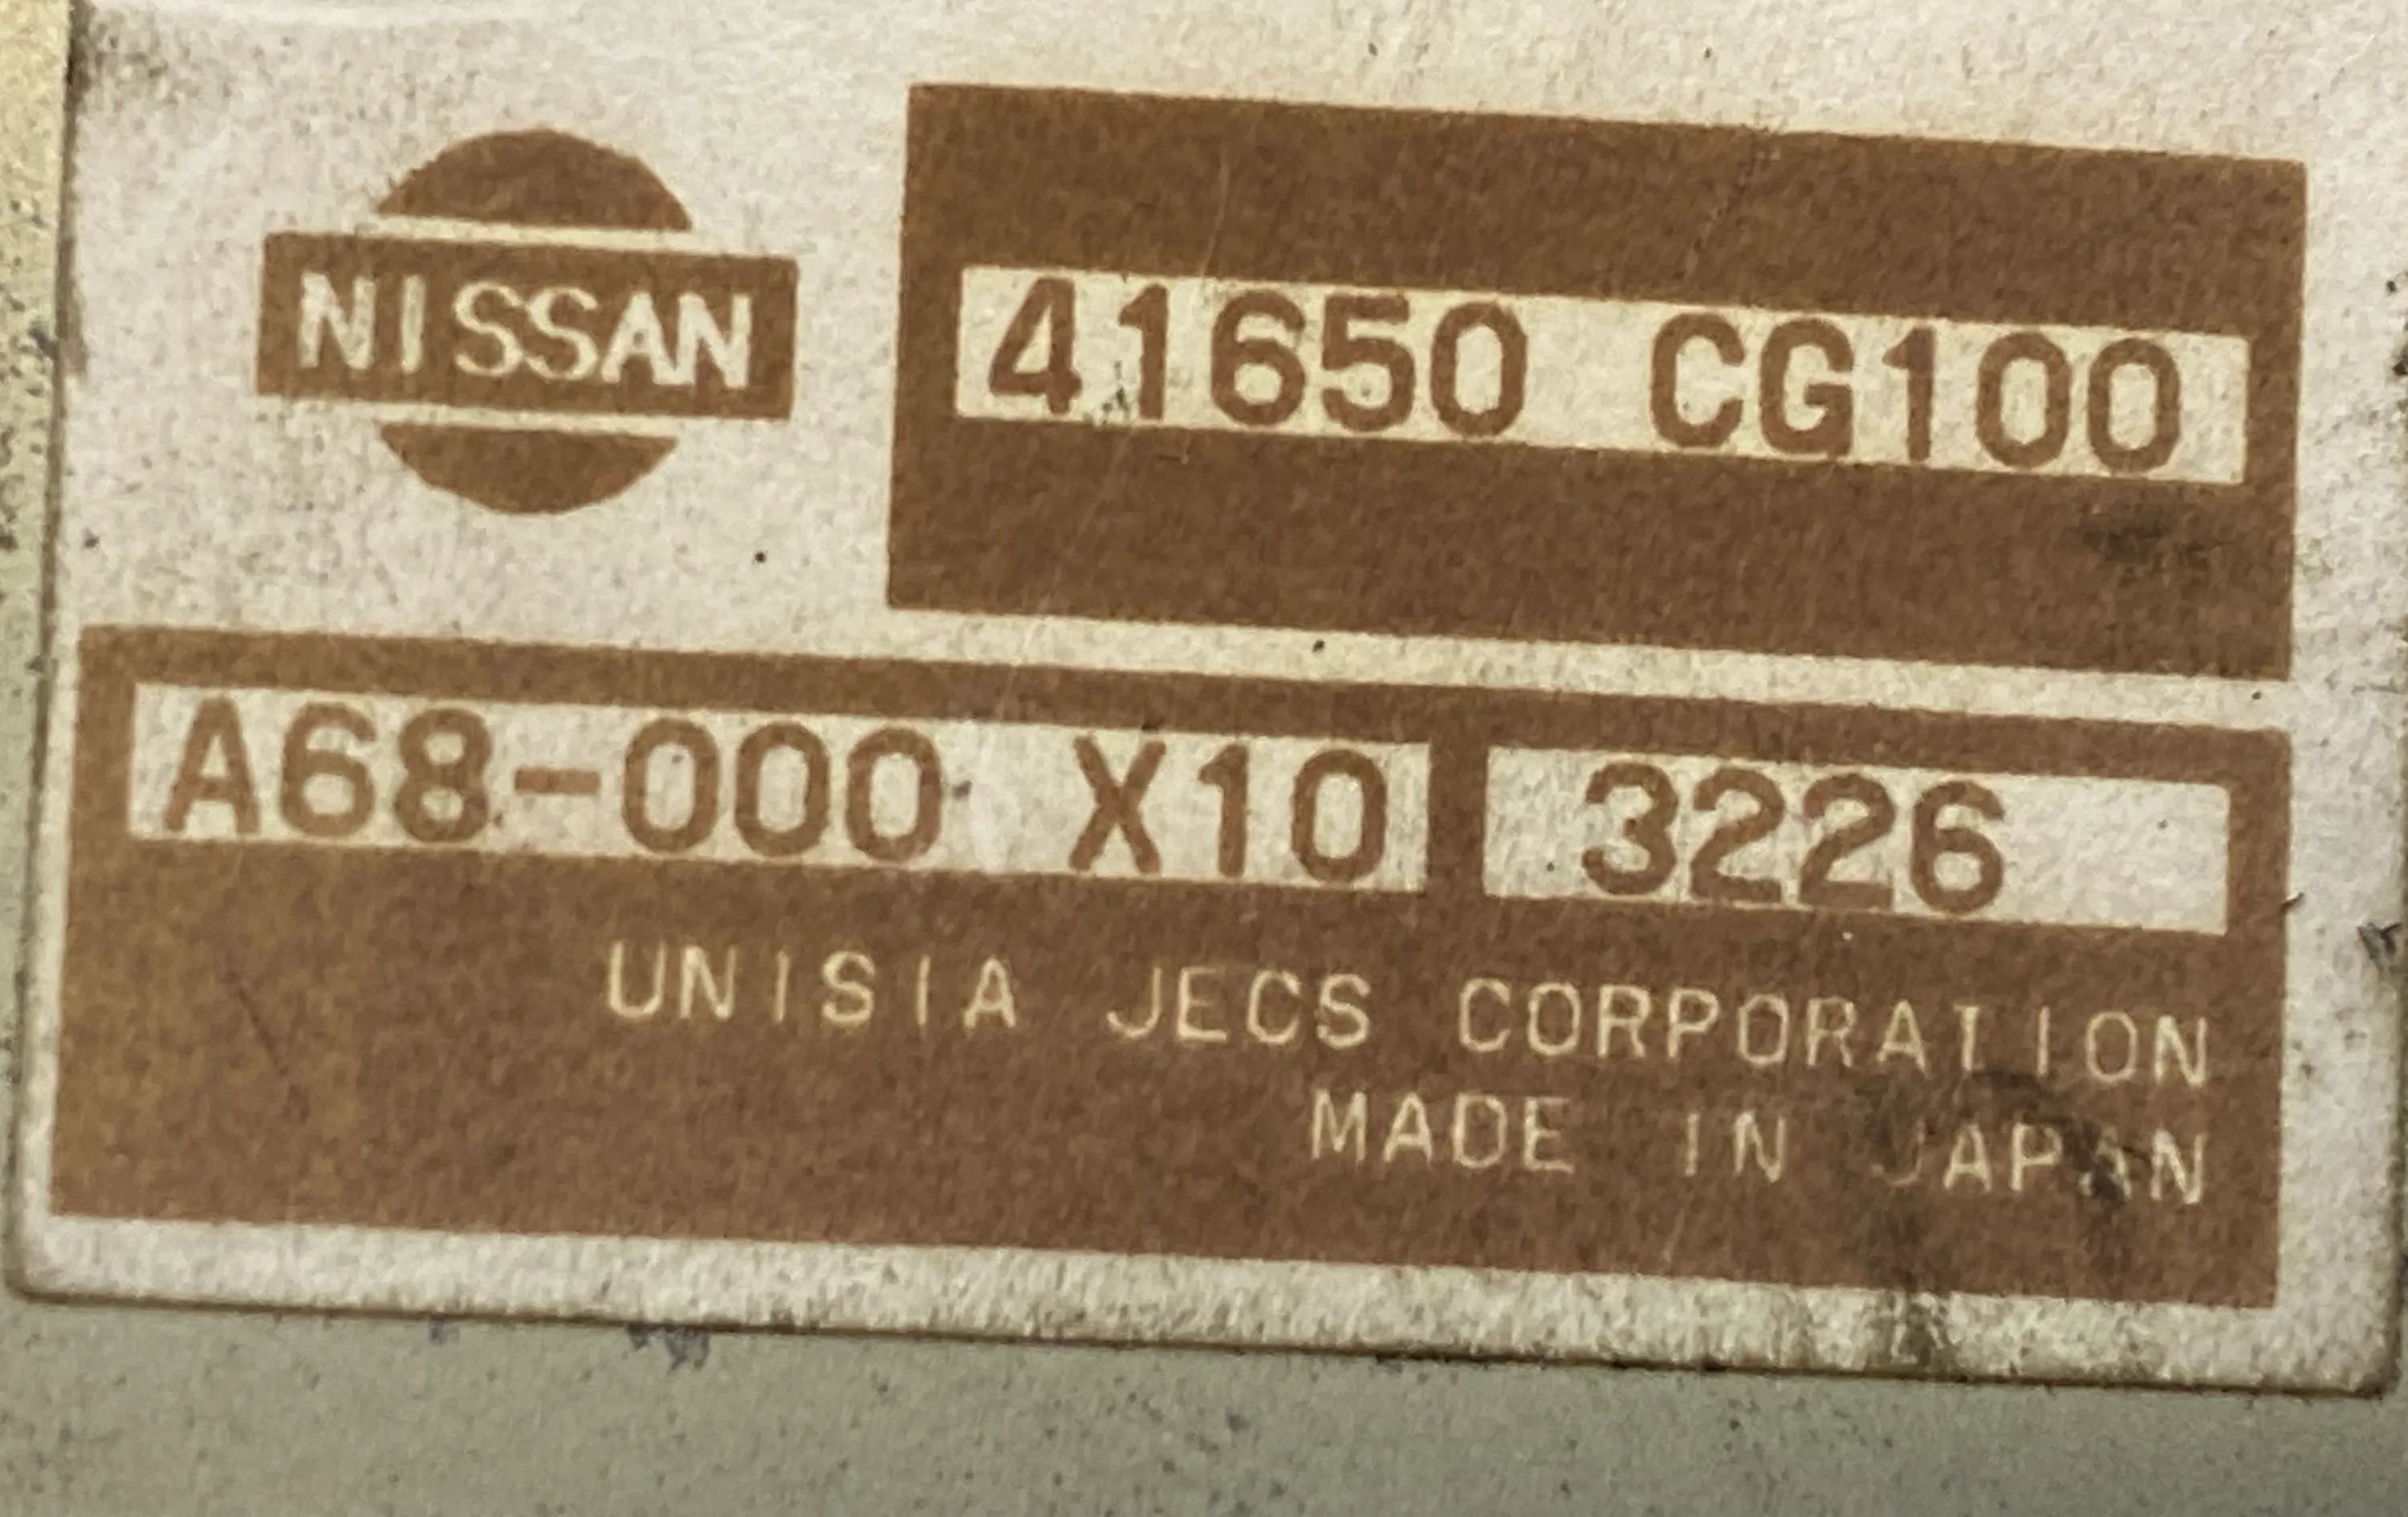 NISSAN
41650 CG100
A68-000 X10 3226
UNISIA JECS CORPORATION
MADE IN JAPAN